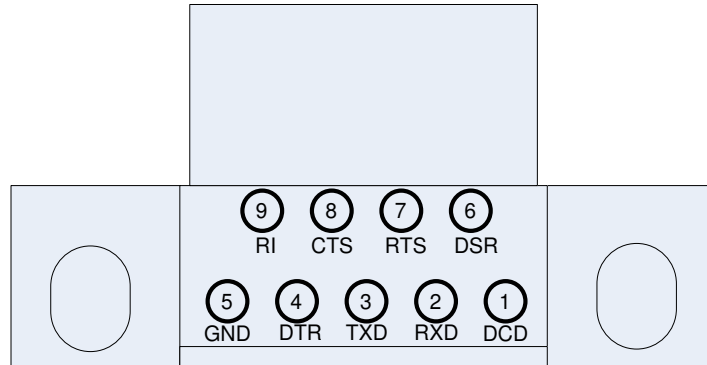 9 8 7 6
RI CTS RTS DSR
5 4 3 2 1
GND DTR TXD RXD DCD